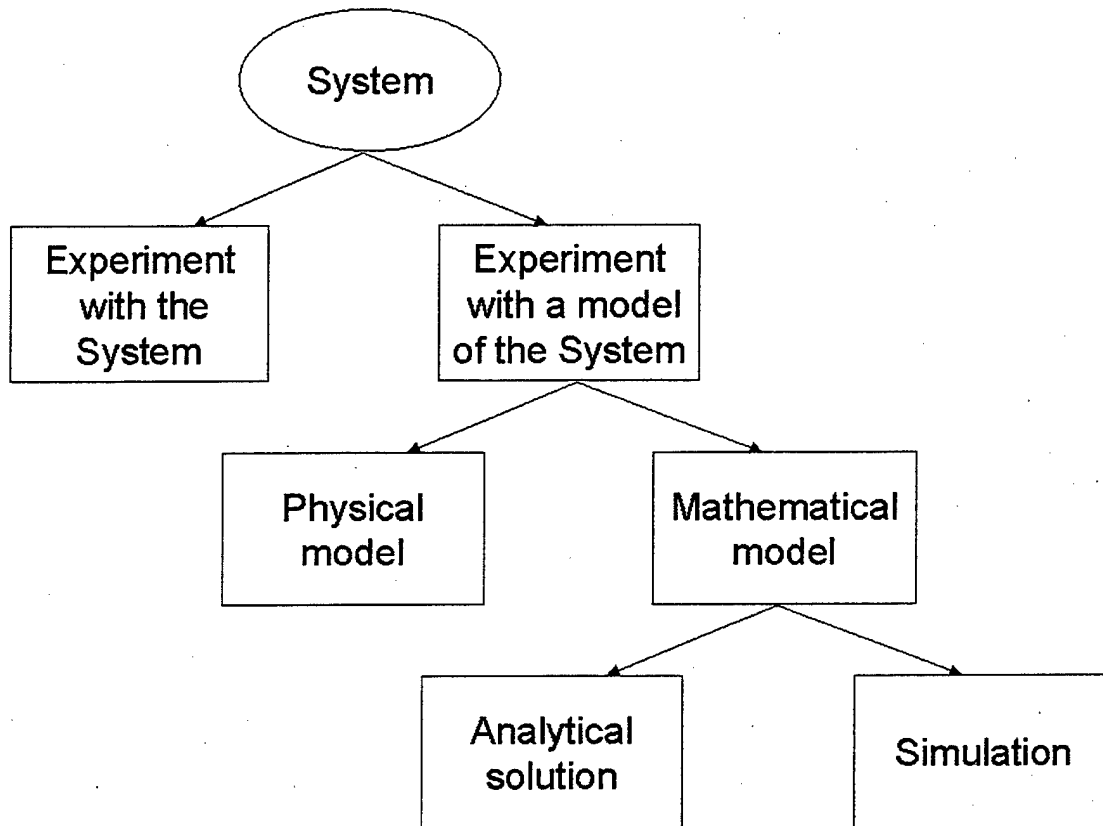 System
Experiment
with the
System
Experiment
with a model
of the System
Physical
model
Mathematical
model
Analytical
solution
Simulation